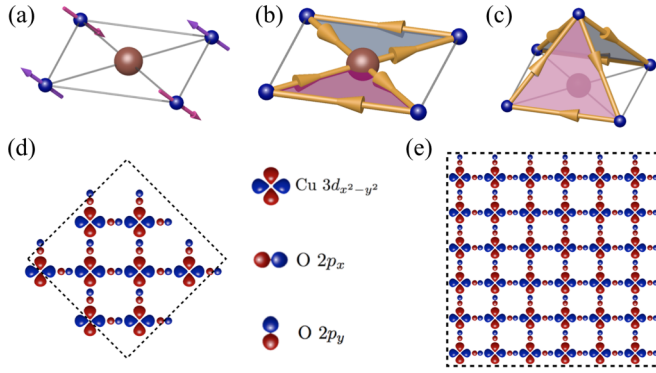 (a)
(b)
(c)
(d)
Cu 3d_{x²−y²}
O 2p_x
O 2p_y
(e)